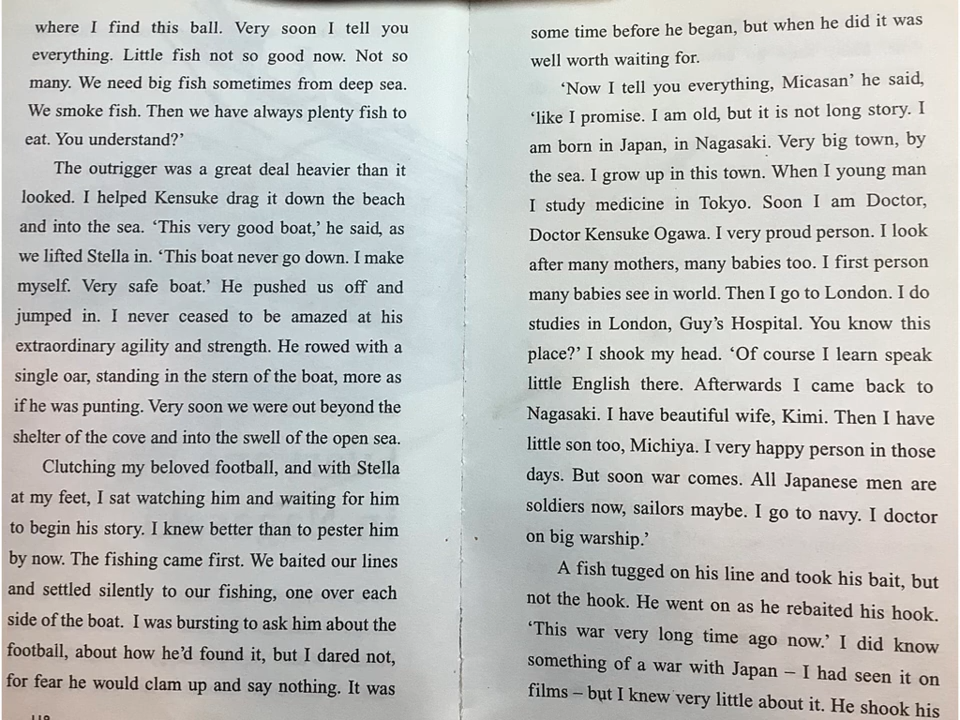 where I find this ball. Very soon I tell you
everything. Little fish not so good now. Not so
many. We need big fish sometimes from deep sea.
We smoke fish. Then we have always plenty fish to
eat. You understand?’
The outrigger was a great deal heavier than it
looked. I helped Kensuke drag it down the beach
and into the sea. ‘This very good boat,’ he said, as
we lifted Stella in. ‘This boat never go down. I make
myself. Very safe boat.’ He pushed us off and
jumped in. I never ceased to be amazed at his
extraordinary agility and strength. He rowed with a
single oar, standing in the stern of the boat, more as
if he was punting. Very soon we were out beyond the
shelter of the cove and into the swell of the open sea.
Clutching my beloved football, and with Stella
at my feet, I sat watching him and waiting for him
to begin his story. I knew better than to pester him
by now. The fishing came first. We baited our lines
and settled silently to our fishing, one over each
side of the boat. I was bursting to ask him about the
football, about how he’d found it, but I dared not,
for fear he would clam up and say nothing. It was
some time before he began, but when he did it was
well worth waiting for.
‘Now I tell you everything, Micasan’ he said,
‘like I promise. I am old, but it is not long story. I
am born in Japan, in Nagasaki. Very big town, by
the sea. I grow up in this town. When I young man
I study medicine in Tokyo. Soon I am Doctor,
Doctor Kensuke Ogawa. I very proud person. I look
after many mothers, many babies too. I first person
many babies see in world. Then I go to London. I do
studies in London, Guy’s Hospital. You know this
place?’ I shook my head. ‘Of course I learn speak
little English there. Afterwards I came back to
Nagasaki. I have beautiful wife, Kimi. Then I have
little son too, Michiya. I very happy person in those
days. But soon war comes. All Japanese men are
soldiers now, sailors maybe. I go to navy. I doctor
on big warship.’
A fish tugged on his line and took his bait, but
not the hook. He went on as he rebaited his hook.
‘This war very long time ago now.’ I did know
something of a war with Japan – I had seen it on
films – but I knew very little about it. He shook his